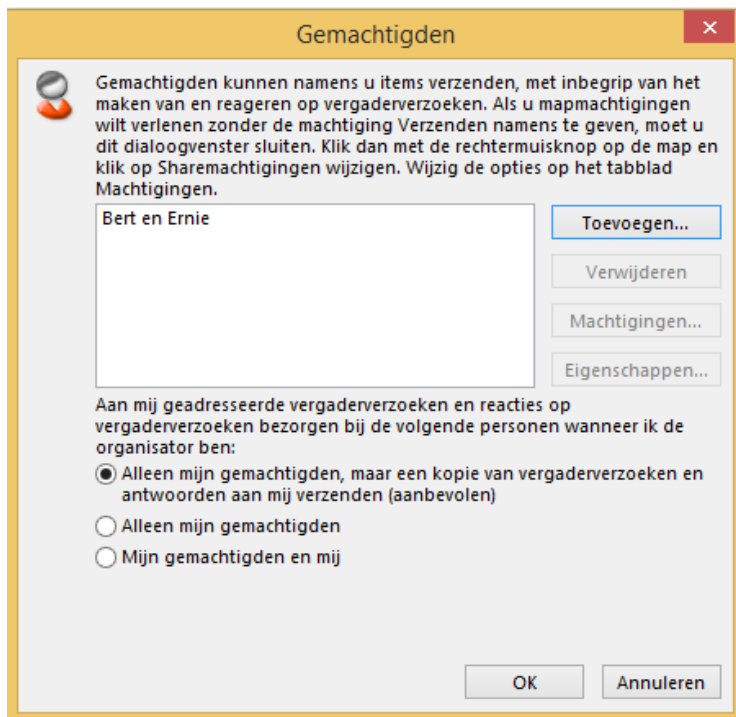 Gemachtigden
Gemachtigden kunnen namens u items verzenden, met inbegrip van het
maken van en reageren op vergaderverzoeken. Als u mapmachtigingen
wilt verlenen zonder de machtiging Verzenden namens te geven, moet u
dit dialoogvenster sluiten. Klik dan met de rechtermuisknop op de map en
klik op Sharemachtigingen wijzigen. Wijzig de opties op het tabblad
Machtigingen.
Bert en Ernie
Toevoegen...
Verwijderen
Machtigingen...
Eigenschappen...
Aan mij geadresseerde vergaderverzoeken en reacties op
vergaderverzoeken bezorgen bij de volgende personen wanneer ik de
organisator ben:
Alleen mijn gemachtigden, maar een kopie van vergaderverzoeken en
antwoorden aan mij verzenden (aanbevolen)
Alleen mijn gemachtigden
Mijn gemachtigden en mij
OK
Annuleren